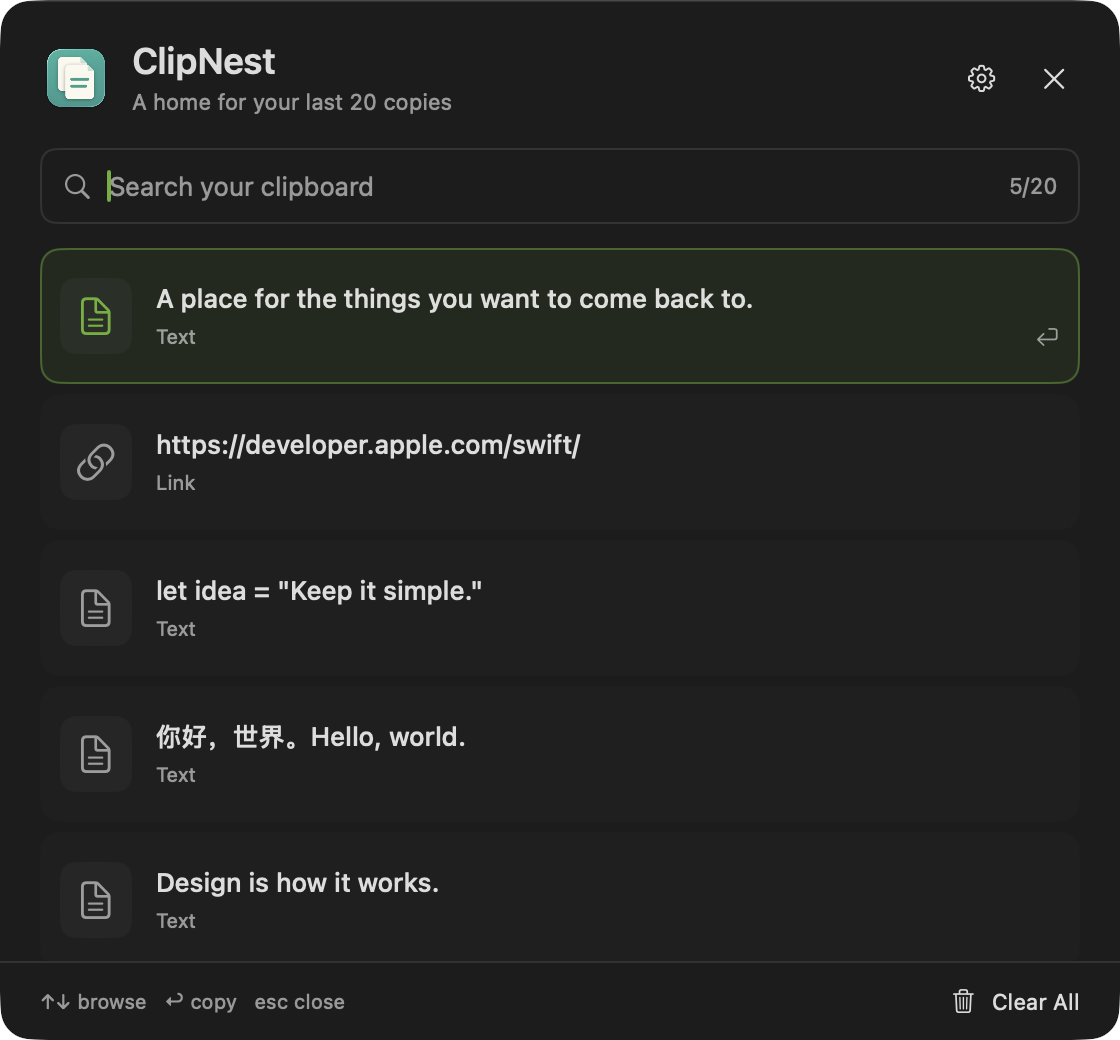 ClipNest
A home for your last 20 copies
Search your clipboard
5/20
A place for the things you want to come back to.
Text
https://developer.apple.com/swift/
Link
let idea = "Keep it simple."
Text
你好，世界。Hello, world.
Text
Design is how it works.
Text
↑↓ browse ↩ copy esc close
Clear All